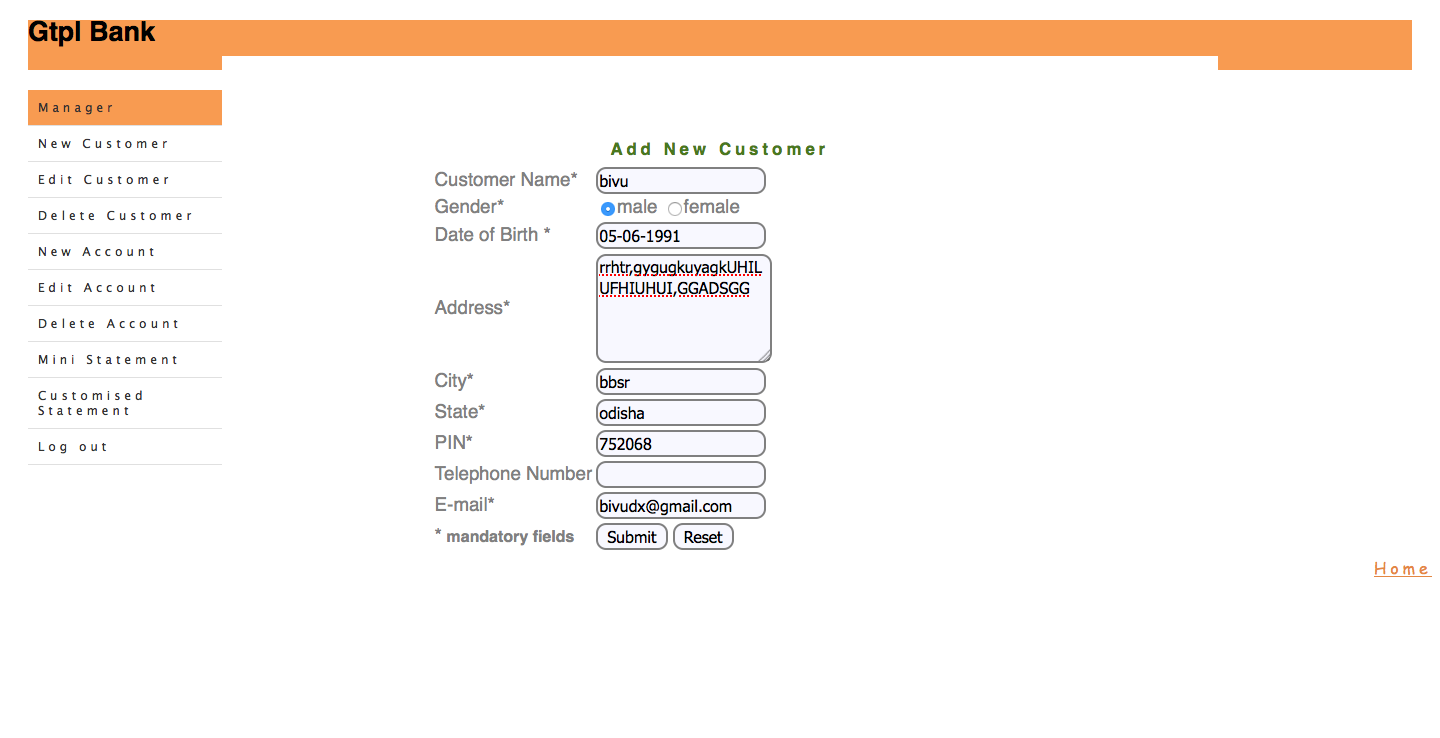 Gtpl Bank
Manager
New Customer
Edit Customer
Delete Customer
New Account
Edit Account
Delete Account
Mini Statement
Customised
Statement
Log out
Add New Customer
Customer Name* bivu
Gender* male female
Date of Birth * 05-06-1991
Address* rrhtr,gygugkuyagkUHIL
UFHIUHUI,GGADSGG
City* bbsr
State* odisha
PIN* 752068
Telephone Number
E-mail* bivudx@gmail.com
* mandatory fields Submit Reset
Home